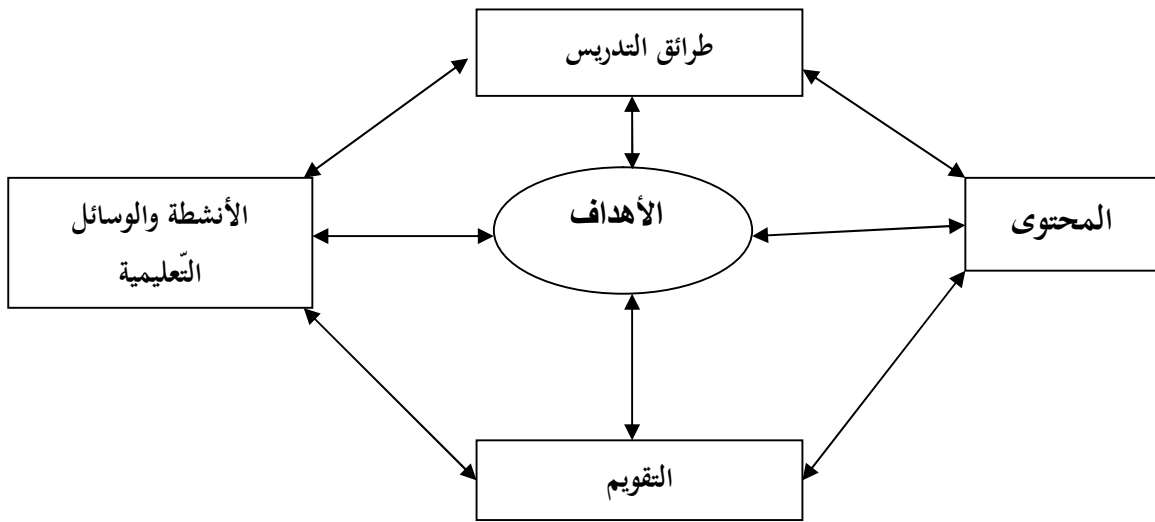 طرائق التدريس
المحتوى
الأهداف
الأنشطة والوسائل
التّعليمية
التقويم